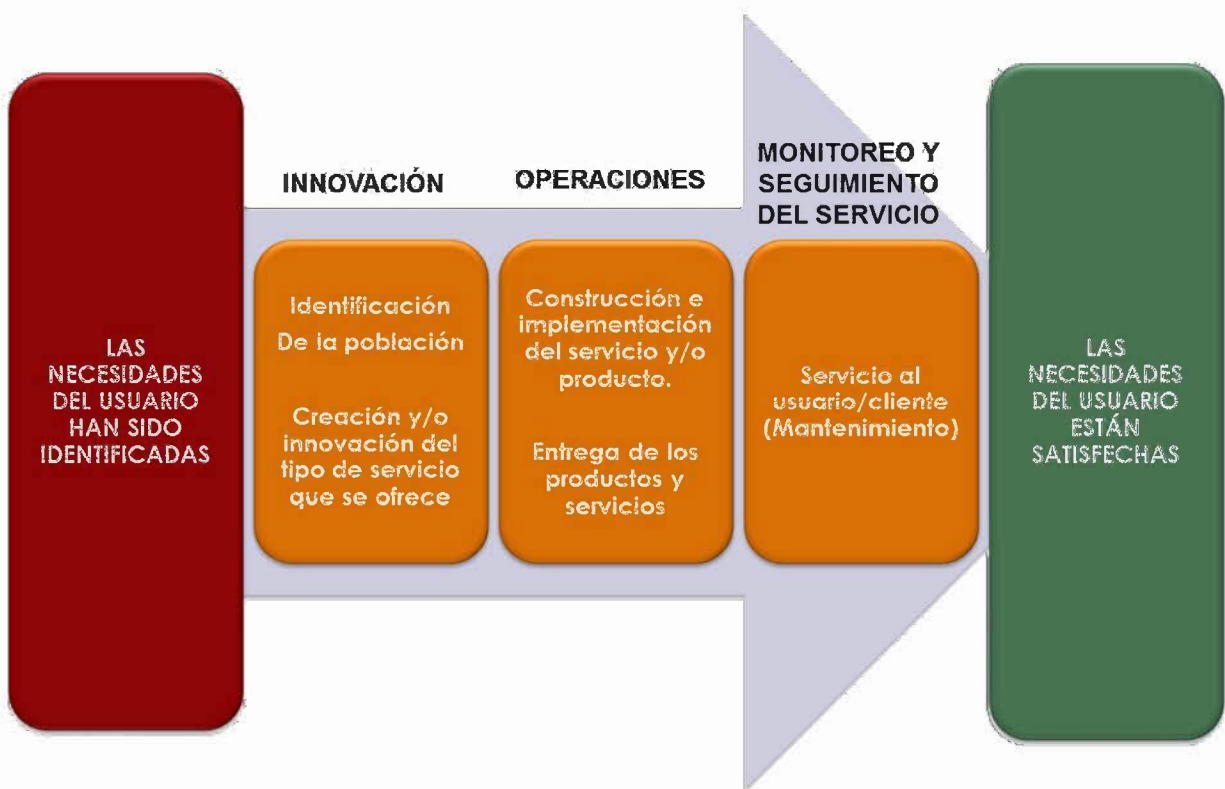 LAS
NECESIDADES
DEL USUARIO
HAN SIDO
IDENTIFICADAS
INNOVACIÓN
Identificación
De la población
Creación y/o
innovación del
tipo de servicio
que se ofrece
OPERACIONES
Construcción e
implementación
del servicio y/o
producto.
Entrega de los
productos y
servicios
MONITOREO Y
SEGUIMIENTO
DEL SERVICIO
Servicio al
usuario/cliente
(Mantenimiento)
LAS
NECESIDADES
DEL USUARIO
ESTÁN
SATISFECHAS